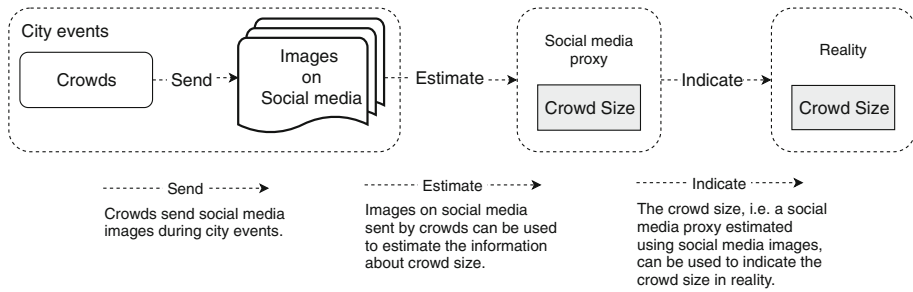 City events
Crowds
Send
Images
on
Social media
Estimate
Social media
proxy
Crowd Size
Indicate
Reality
Crowd Size
Send
Crowds send social media
images during city events.
Estimate
Images on social media
sent by crowds can be used
to estimate the information
about crowd size.
Indicate
The crowd size, i.e. a social
media proxy estimated
using social media images,
can be used to indicate the
crowd size in reality.